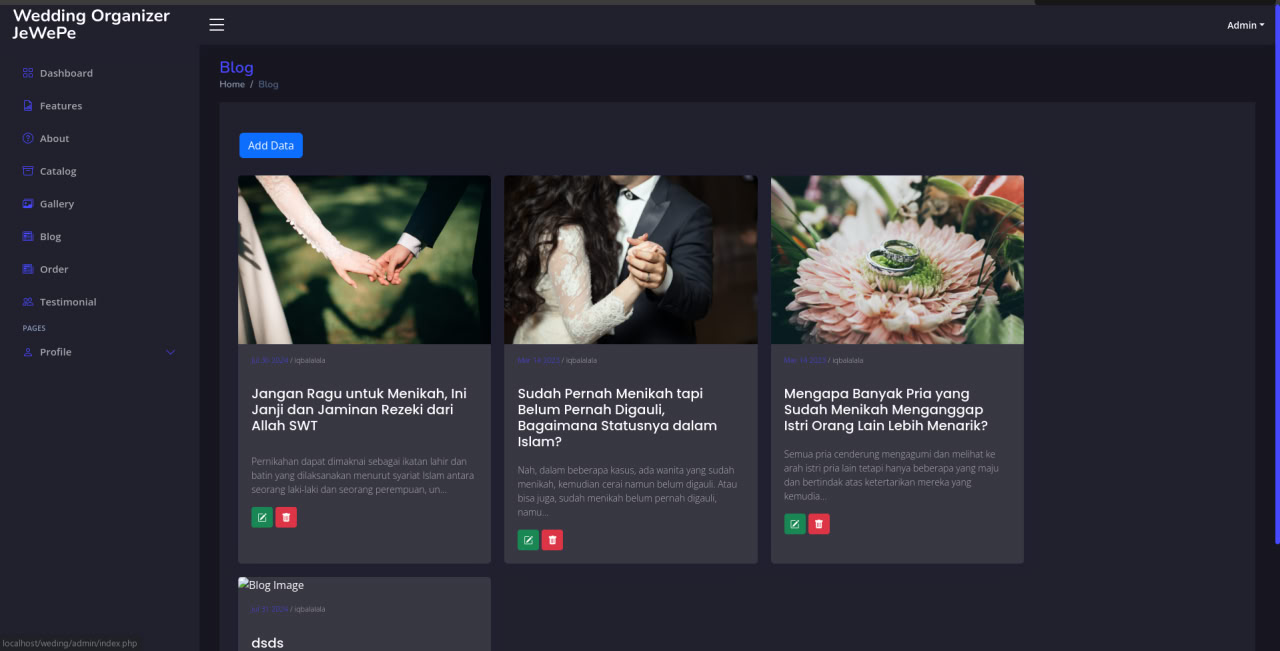 Wedding Organizer
JeWePe
Admin
Dashboard
Features
About
Catalog
Gallery
Blog
Order
Testimonial
PAGES
Profile
Blog
Home / Blog
Add Data
Jul 30 2024 / iqbalalala
Jangan Ragu untuk Menikah, Ini
Janji dan Jaminan Rezeki dari
Allah SWT
Pernikahan dapat dimaknai sebagai ikatan lahir dan
batin yang dilaksanakan menurut syariat Islam antara
seorang laki-laki dan seorang perempuan, un...
Mar 14 2023 / iqbalalala
Sudah Pernah Menikah tapi
Belum Pernah Digauli,
Bagaimana Statusnya dalam
Islam?
Nah, dalam beberapa kasus, ada wanita yang sudah
menikah, kemudian cerai namun belum digauli. Atau
bisa juga, sudah menikah belum pernah digauli,
namu...
Mar 14 2023 / iqbalalala
Mengapa Banyak Pria yang
Sudah Menikah Menganggap
Istri Orang Lain Lebih Menarik?
Semua pria cenderung mengagumi dan melihat ke
arah istri pria lain tetapi hanya beberapa yang maju
dan bertindak atas ketertarikan mereka yang
kemudia...
Blog Image
Jul 31 2024 / iqbalalala
dsds
localhost/weding/admin/index.php